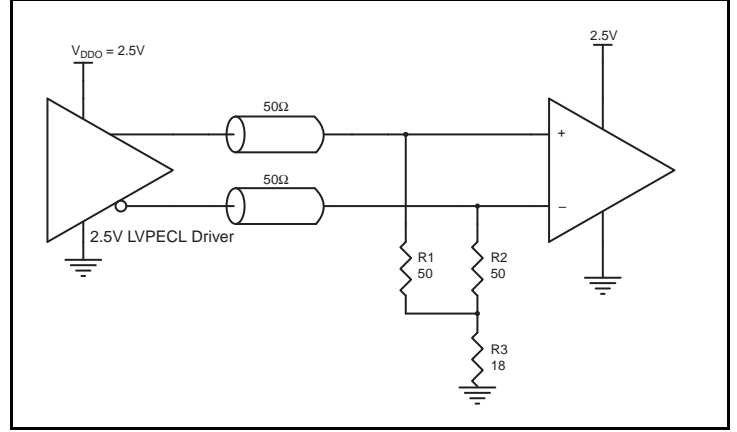 V_DDO = 2.5V
2.5V
50Ω
50Ω
+
–
2.5V LVPECL Driver
R1
50
R2
50
R3
18